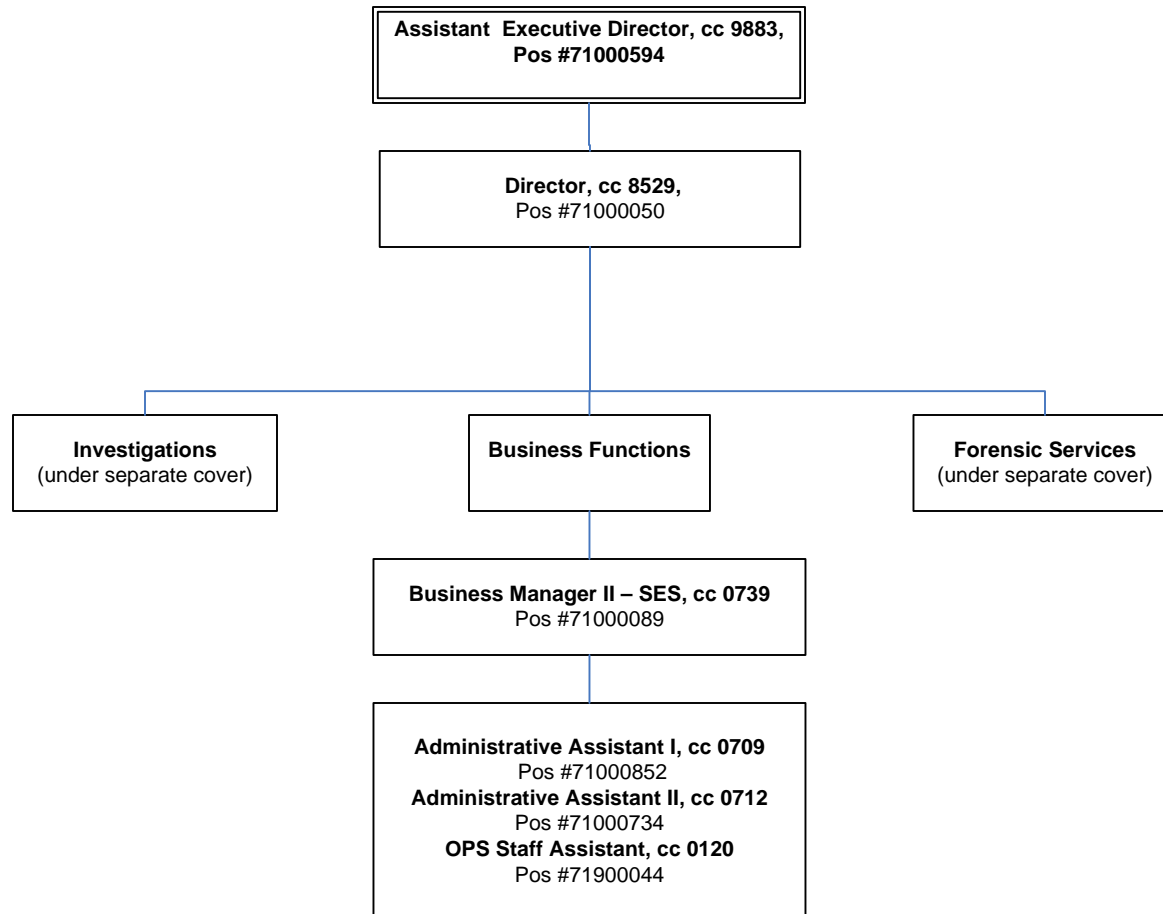 Assistant  Executive Director, cc 9883,
Pos #71000594
Director, cc 8529,
Pos #71000050
Investigations
(under separate cover)
Business Functions
Forensic Services
(under separate cover)
Business Manager II – SES, cc 0739
Pos #71000089
Administrative Assistant I, cc 0709
Pos #71000852
Administrative Assistant II, cc 0712
Pos #71000734
OPS Staff Assistant, cc 0120
Pos #71900044